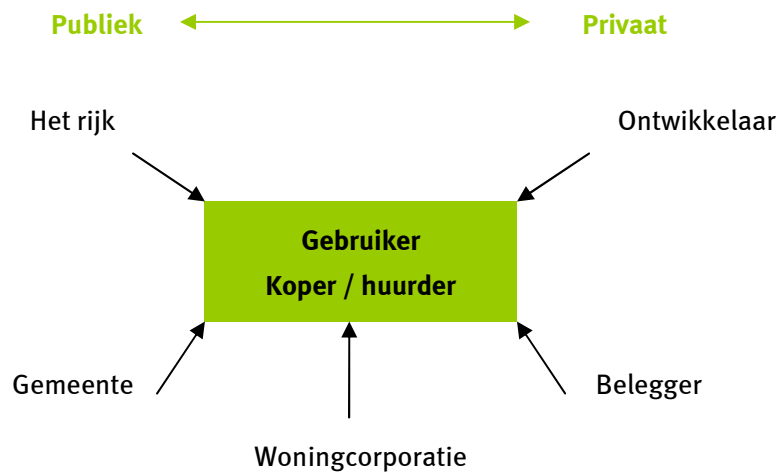 Publiek
Privaat
Het rijk
Ontwikkelaar
Gebruiker
Koper / huurder
Gemeente
Belegger
Woningcorporatie